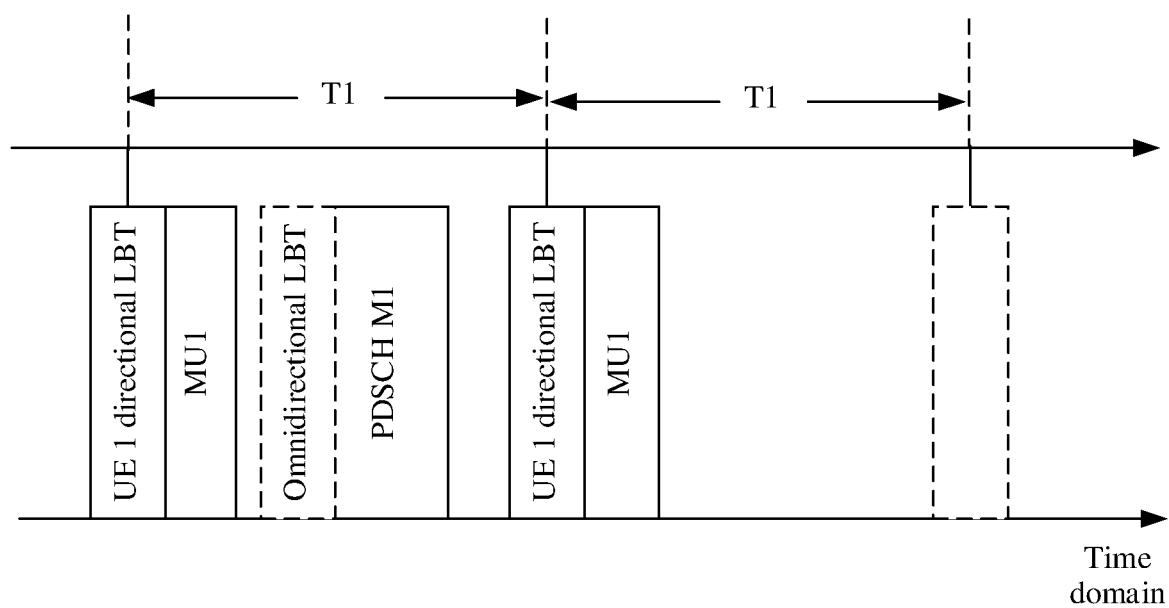 T1
T1
UE 1 directional LBT
MU1
Omnidirectional LBT
PDSCH M1
UE 1 directional LBT
MU1
Time
domain